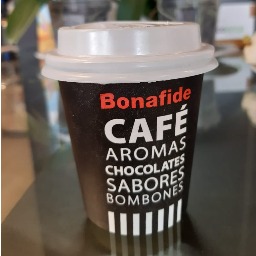 Bonafide
CAFÉ
AROMAS
CHOCOLATES
SABORES
BOMBONES